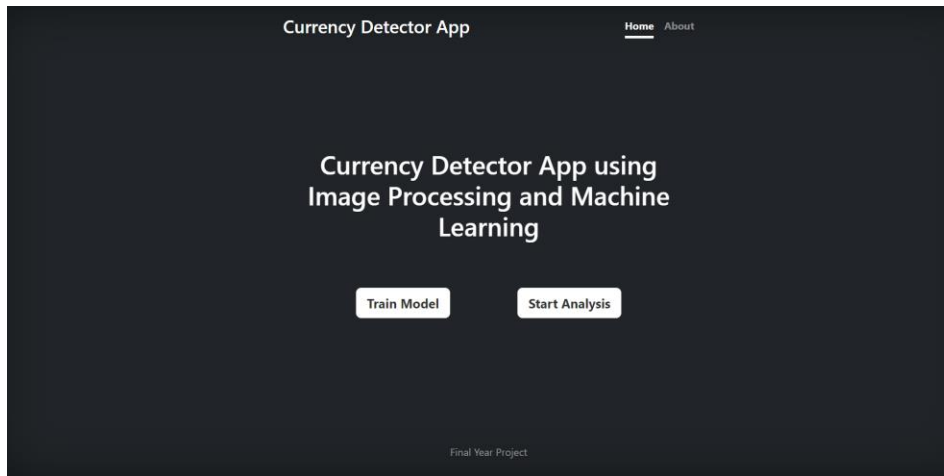 Currency Detector App
Home About
Currency Detector App using
Image Processing and Machine
Learning
Train Model
Start Analysis
Final Year Project